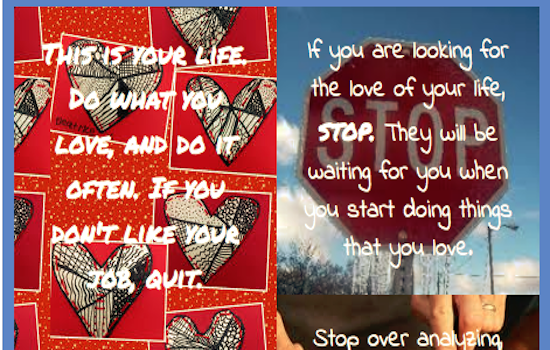 THIS IS YOUR LIFE.
DO WHAT YOU
LOVE, AND DO IT
OFTEN. IF YOU
DON'T LIKE YOUR
JOB, QUIT.
If you are looking for
the love of your life,
STOP. They will be
waiting for you when
you start doing things
that you love.
STOP
Stop over analyzing,